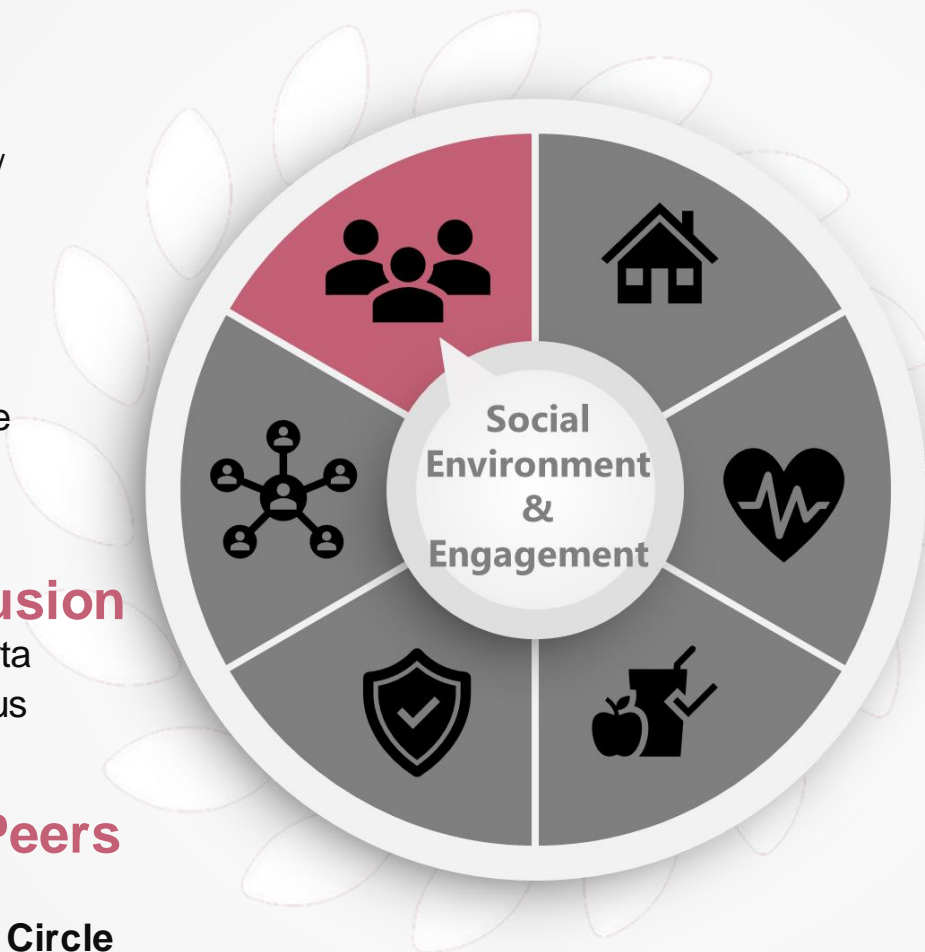 e
usion
ta
us
Peers
Circle
Social
Environment
&
Engagement